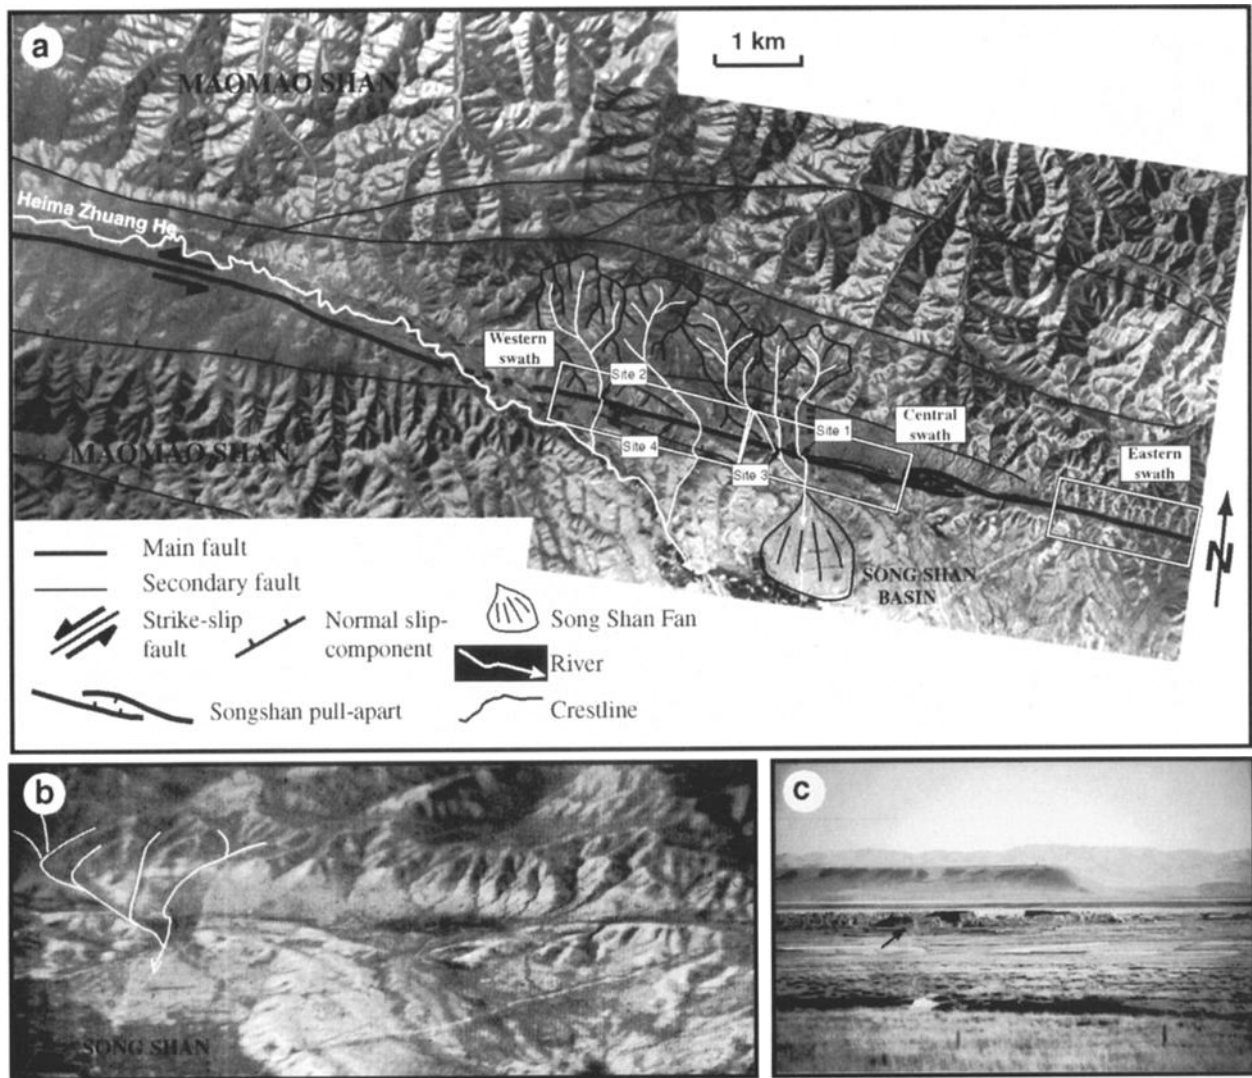 a
1 km
MAOMAO SHAN
Heima Zhuang He
Western
swath
Site 2
Site 1
Central
swath
Site 4
Site 3
Eastern
swath
MAOMAO SHAN
SONG SHAN
BASIN
N
Main fault
Secondary fault
Strike-slip
fault
Normal slip-
component
Song Shan Fan
River
Songshan pull-apart
Crestline
b
SONG SHAN
c